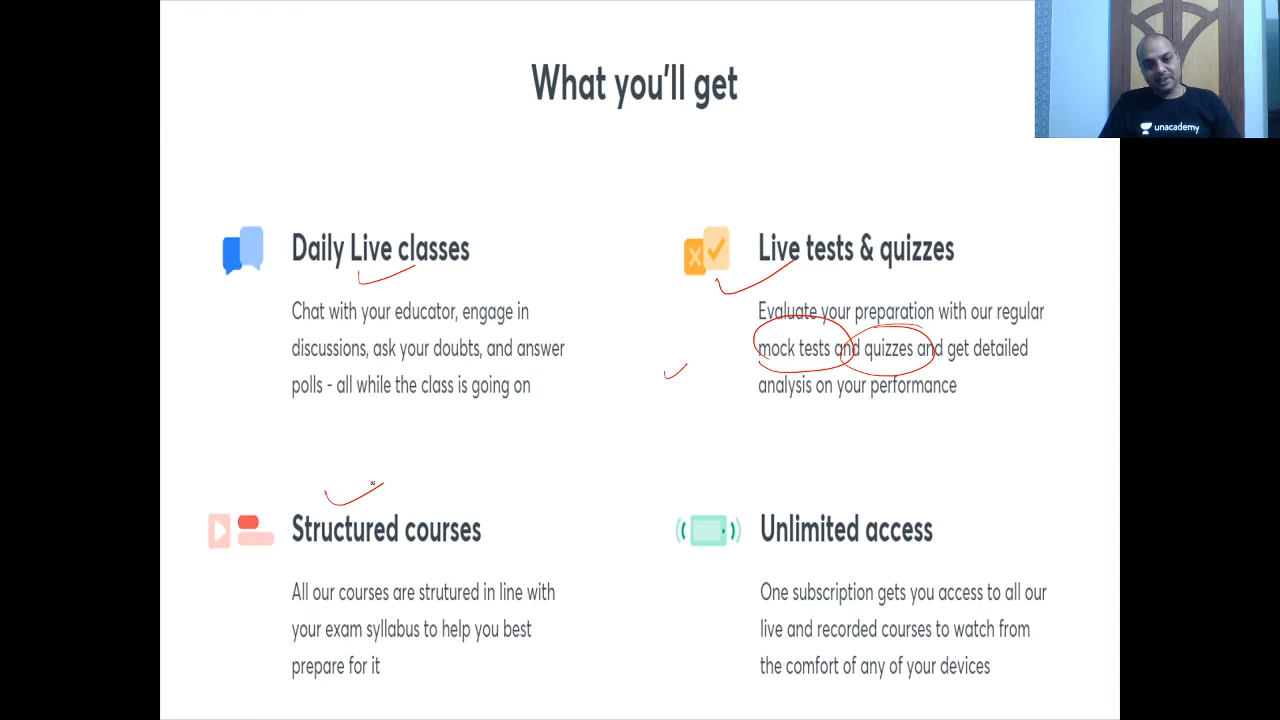 What you'll get
unacademy
Daily Live classes
Chat with your educator, engage in
discussions, ask your doubts, and answer
polls - all while the class is going on
Live tests & quizzes
Evaluate your preparation with our regular
mock tests and quizzes and get detailed
analysis on your performance
Structured courses
All our courses are strutured in line with
your exam syllabus to help you best
prepare for it
Unlimited access
One subscription gets you access to all our
live and recorded courses to watch from
the comfort of any of your devices